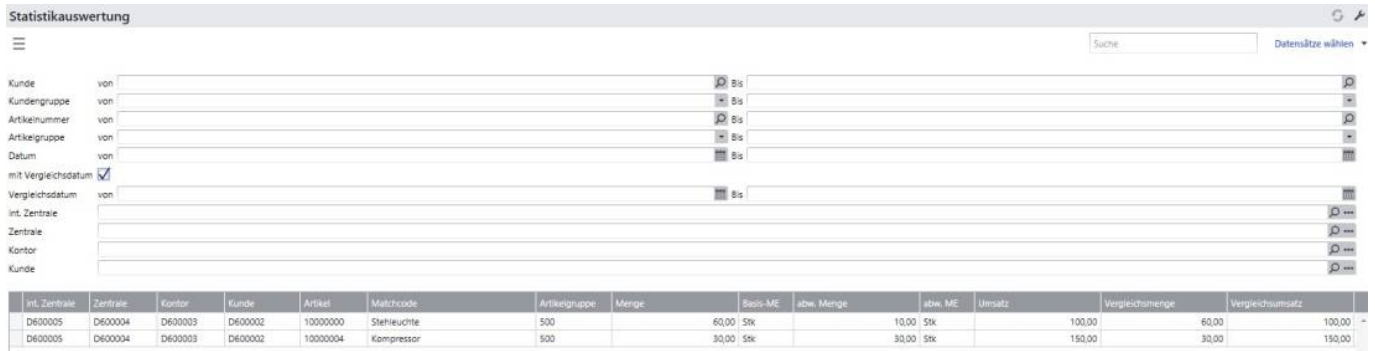 Statistikauswertung
Suche Datensätze wählen
Kunde von Bis
Kundengruppe von Bis
Artikelnummer von Bis
Artikelgruppe von Bis
Datum von Bis
mit Vergleichsdatum
Vergleichsdatum von Bis
int. Zentrale
Zentrale
Kontor
Kunde
int. Zentrale Zentrale Kontor Kunde Artikel Matchcode Artikelgruppe Menge Basis-ME abw. Menge abw. ME Umsatz Vergleichsmenge Vergleichsumsatz
D600005 D600004 D600003 D600002 10000000 Stehleuchte 500 60,00 Stk 10,00 Stk 100,00 60,00 100,00
D600005 D600004 D600003 D600002 10000004 Kompressor 500 30,00 Stk 30,00 Stk 150,00 30,00 150,00